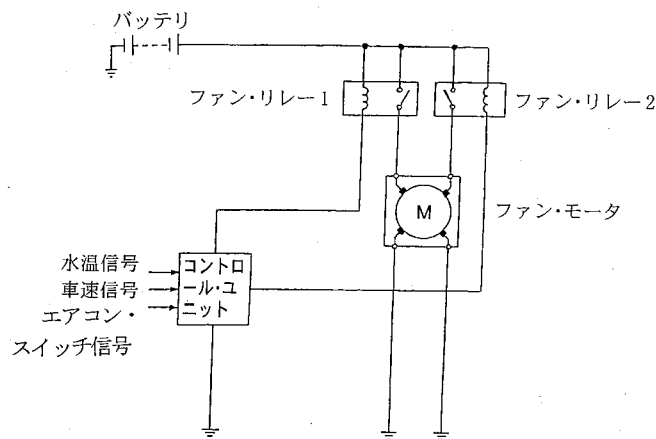 バッテリ
ファン・リレー1
ファン・リレー2
M
ファン・モータ
水温信号
車速信号
エアコン・
スイッチ信号
コントロ
ール・ユ
ニット